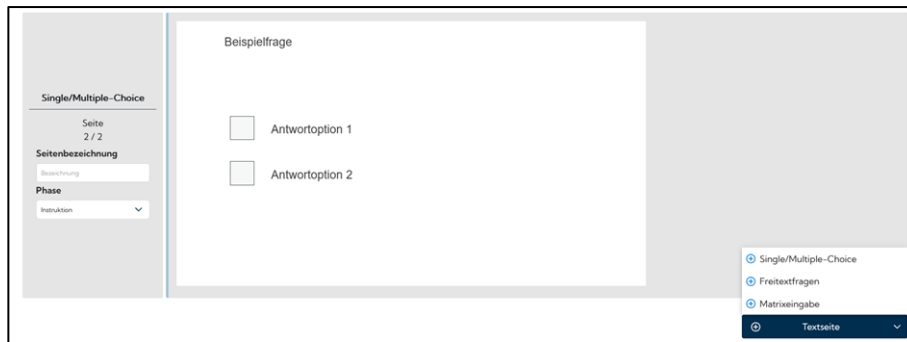 Single/Multiple-Choice
Seite
2 / 2
Seitenbezeichnung
Bezeichnung
Phase
Instruktion
Beispielfrage
Antwortoption 1
Antwortoption 2
Single/Multiple-Choice
Freitextfragen
Matrixeingabe
Textseite